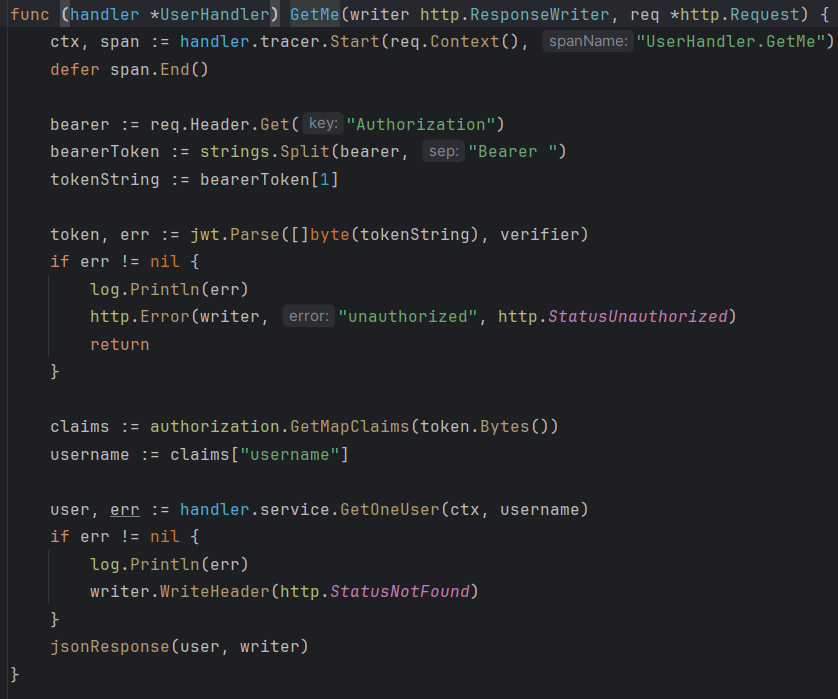 func (handler *UserHandler) GetMe(writer http.ResponseWriter, req *http.Request) {
    ctx, span := handler.tracer.Start(req.Context(), spanName: "UserHandler.GetMe")
    defer span.End()

    bearer := req.Header.Get( key: "Authorization")
    bearerToken := strings.Split(bearer, sep: "Bearer ")
    tokenString := bearerToken[1]

    token, err := jwt.Parse([]byte(tokenString), verifier)
    if err != nil {
        log.Println(err)
        http.Error(writer, error: "unauthorized", http.StatusUnauthorized)
        return
    }

    claims := authorization.GetMapClaims(token.Bytes())
    username := claims["username"]

    user, err := handler.service.GetOneUser(ctx, username)
    if err != nil {
        log.Println(err)
        writer.WriteHeader(http.StatusNotFound)
    }
    jsonResponse(user, writer)
}